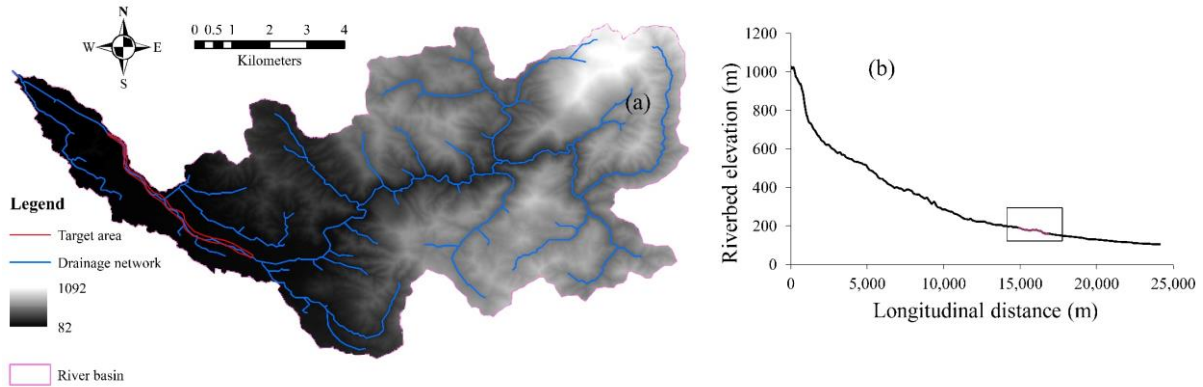 N
W E
S
0 0.5 1 2 3 4
Kilometers
(a)
Legend
Target area
Drainage network
1092
82
River basin
(b)
Riverbed elevation (m)
1200
1000
800
600
400
200
0
0 5,000 10,000 15,000 20,000 25,000
Longitudinal distance (m)